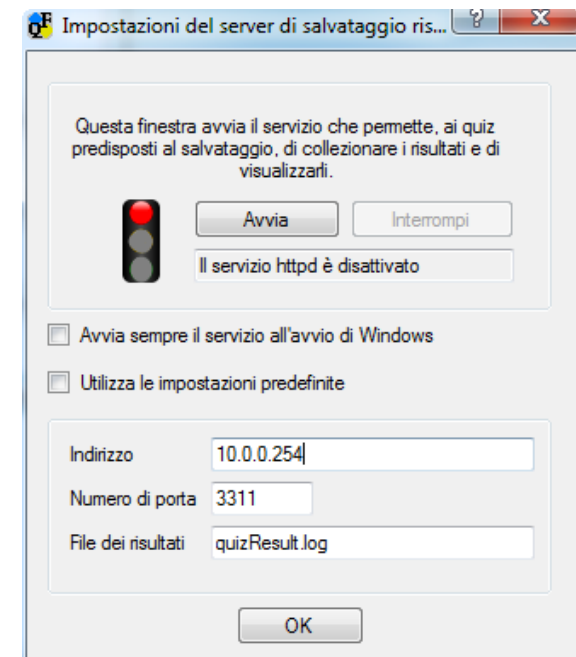 Impostazioni del server di salvataggio ris...
Questa finestra avvia il servizio che permette, ai quiz
predisposti al salvataggio, di collezionare i risultati e di
visualizzarli.
Avvia
Interrompi
Il servizio httpd è disattivato
Avvia sempre il servizio all'avvio di Windows
Utilizza le impostazioni predefinite
Indirizzo 10.0.0.254
Numero di porta 3311
File dei risultati quizResult.log
OK